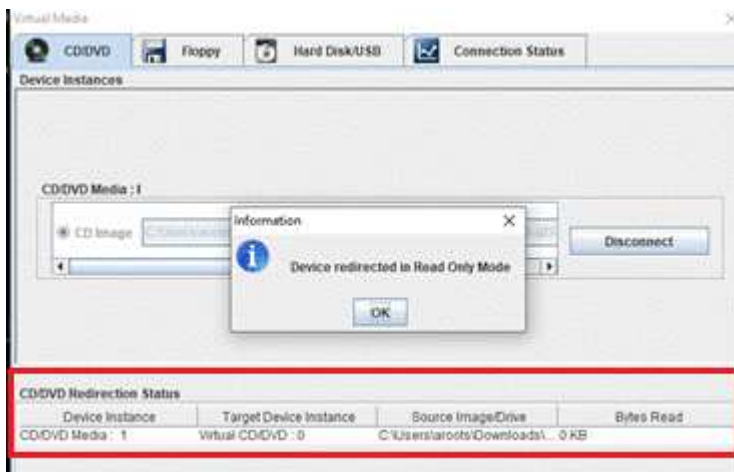 Virtual Media
CD/DVD Floppy Hard Disk/USB Connection Status
Device Instances
CD/DVD Media : I
CD Image
Disconnect
Information
Device redirected in Read Only Mode
OK
CD/DVD Redirection Status
Device Instance Target Device Instance Source Image/Drive Bytes Read
CD/DVD Media : 1 Virtual CD/DVD : 0 C:\Users\aroots\Downloads\... 0 KB